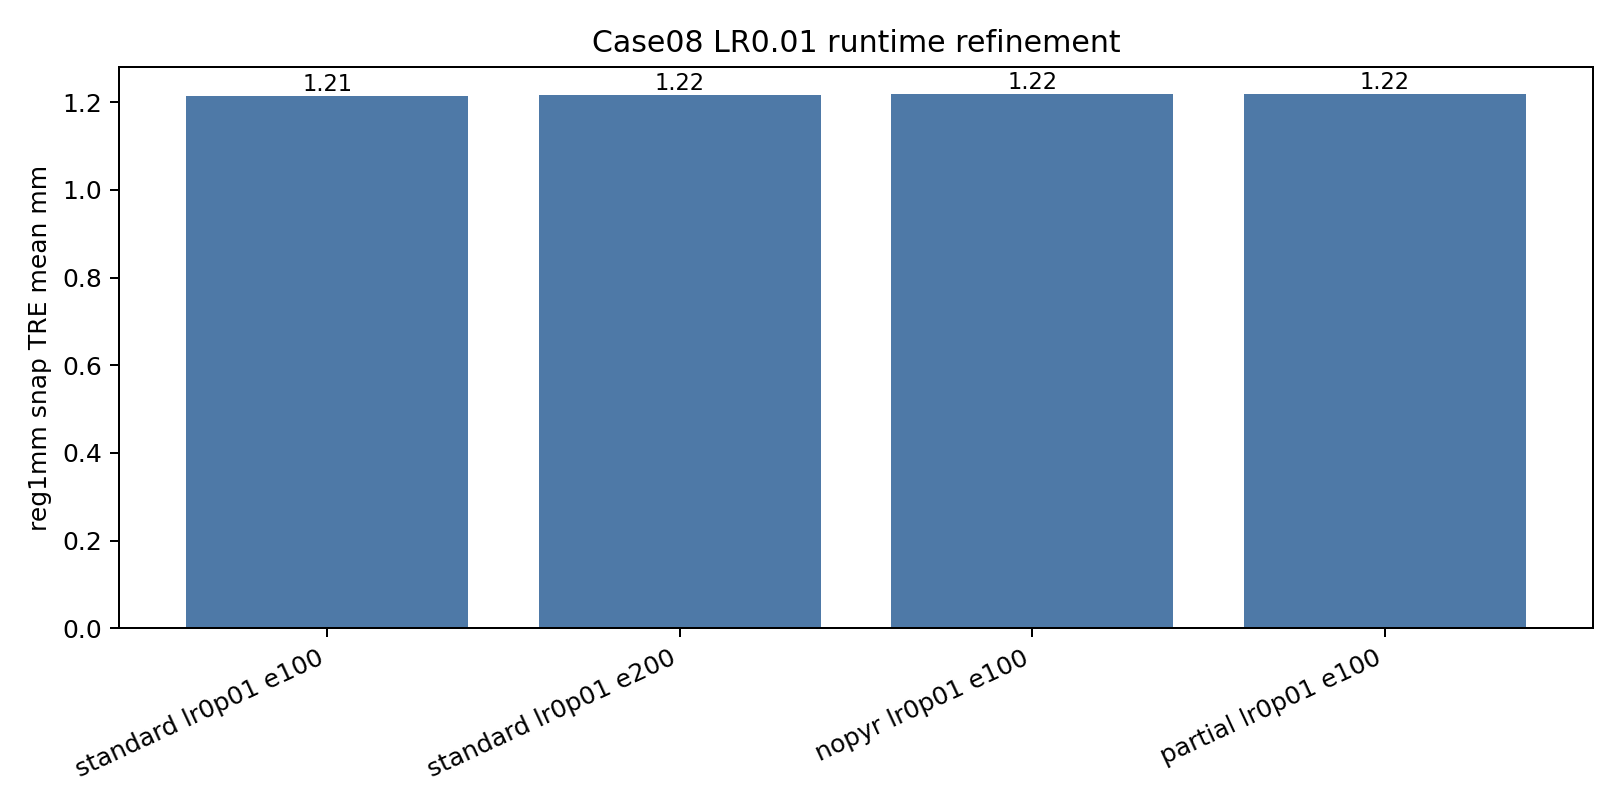 Case08 LR0.01 runtime refinement
reg1mm snap TRE mean mm
1.2
1.0
0.8
0.6
0.4
0.2
0.0
1.21
1.22
1.22
1.22
standard lr0p01 e100
standard lr0p01 e200
nopyr lr0p01 e100
partial lr0p01 e100